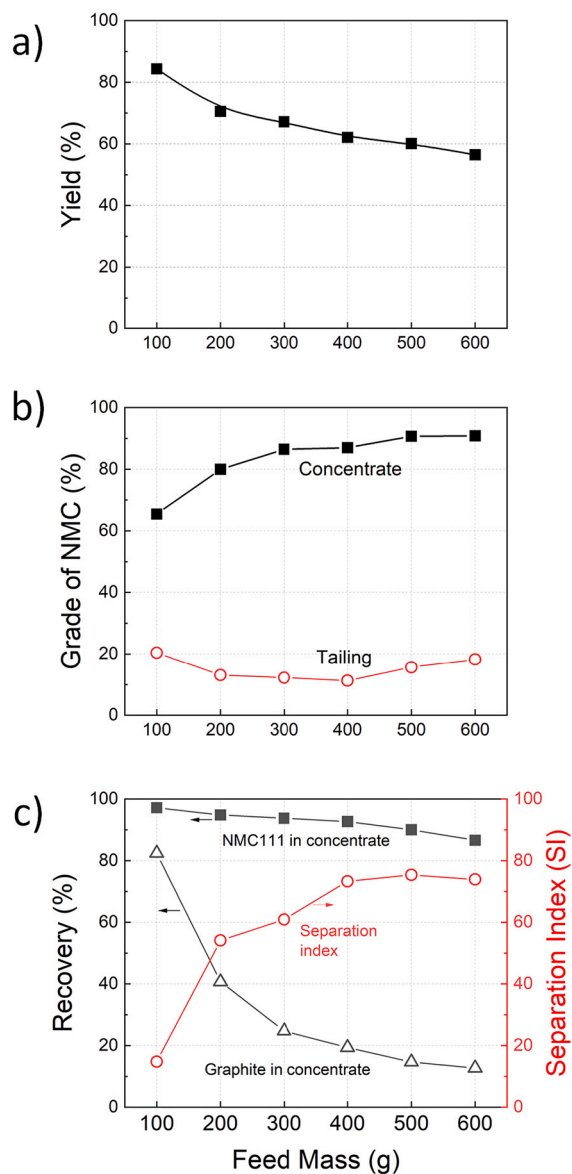 a)
Yield (%)
100
80
60
40
20
0
100 200 300 400 500 600
b)
Grade of NMC (%)
100
80
60
40
20
0
Concentrate
Tailing
100 200 300 400 500 600
c)
Recovery (%)
100
80
60
40
20
0
NMC111 in concentrate
Separation
index
Graphite in concentrate
100
80
60
40
20
0
Separation Index (SI)
100 200 300 400 500 600
Feed Mass (g)